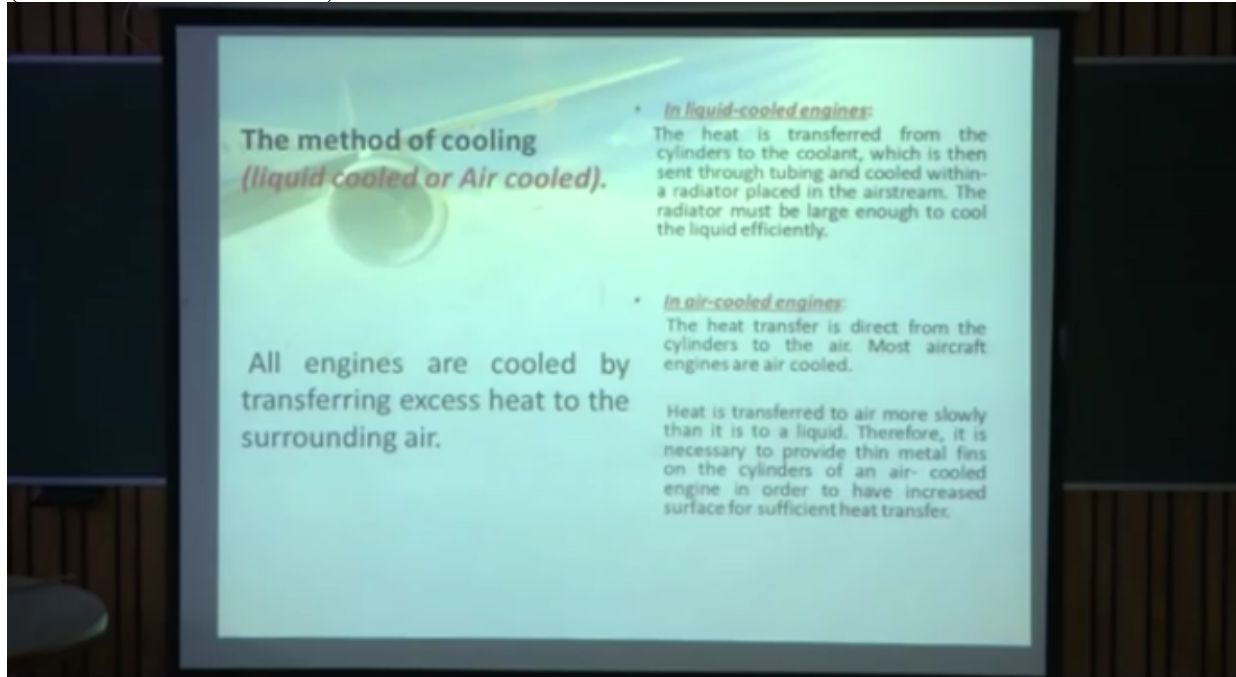 The method of cooling
(liquid cooled or Air cooled).
All engines are cooled by
transferring excess heat to the
surrounding air.
• In liquid-cooled engines:
The heat is transferred from the
cylinders to the coolant, which is then
sent through tubing and cooled within-
a radiator placed in the airstream. The
radiator must be large enough to cool
the liquid efficiently.
• In air-cooled engines:
The heat transfer is direct from the
cylinders to the air. Most aircraft
engines are air cooled.
Heat is transferred to air more slowly
than it is to a liquid. Therefore, it is
necessary to provide thin metal fins
on the cylinders of an air- cooled
engine in order to have increased
surface for sufficient heat transfer.